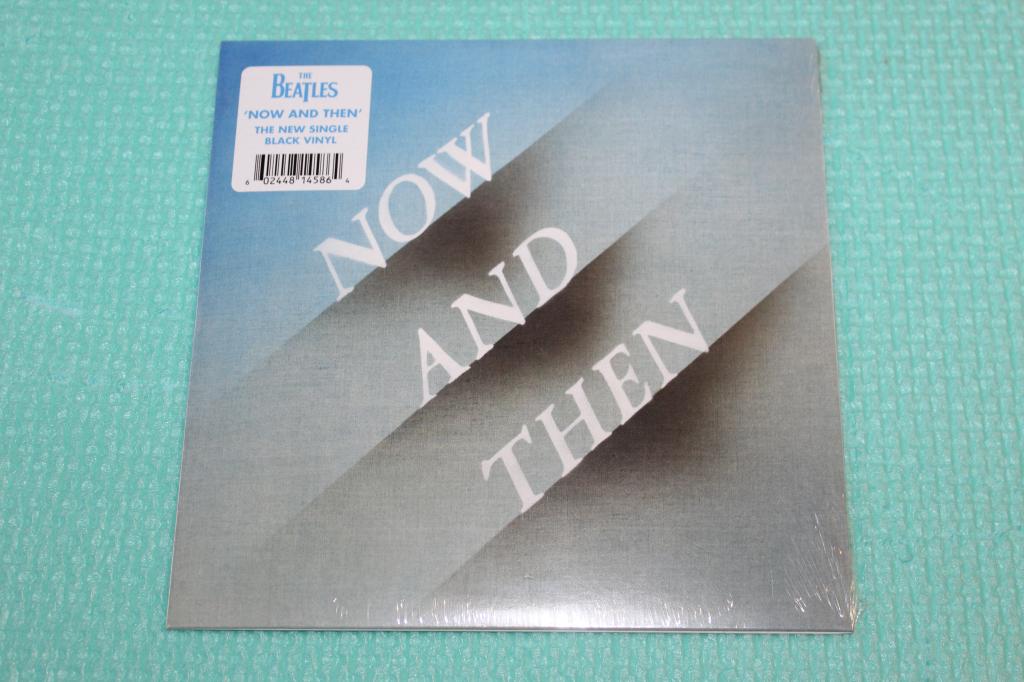 THE
BEATLES
'NOW AND THEN'
THE NEW SINGLE
BLACK VINYL
6 02448 14586 4
NOW
AND
THEN